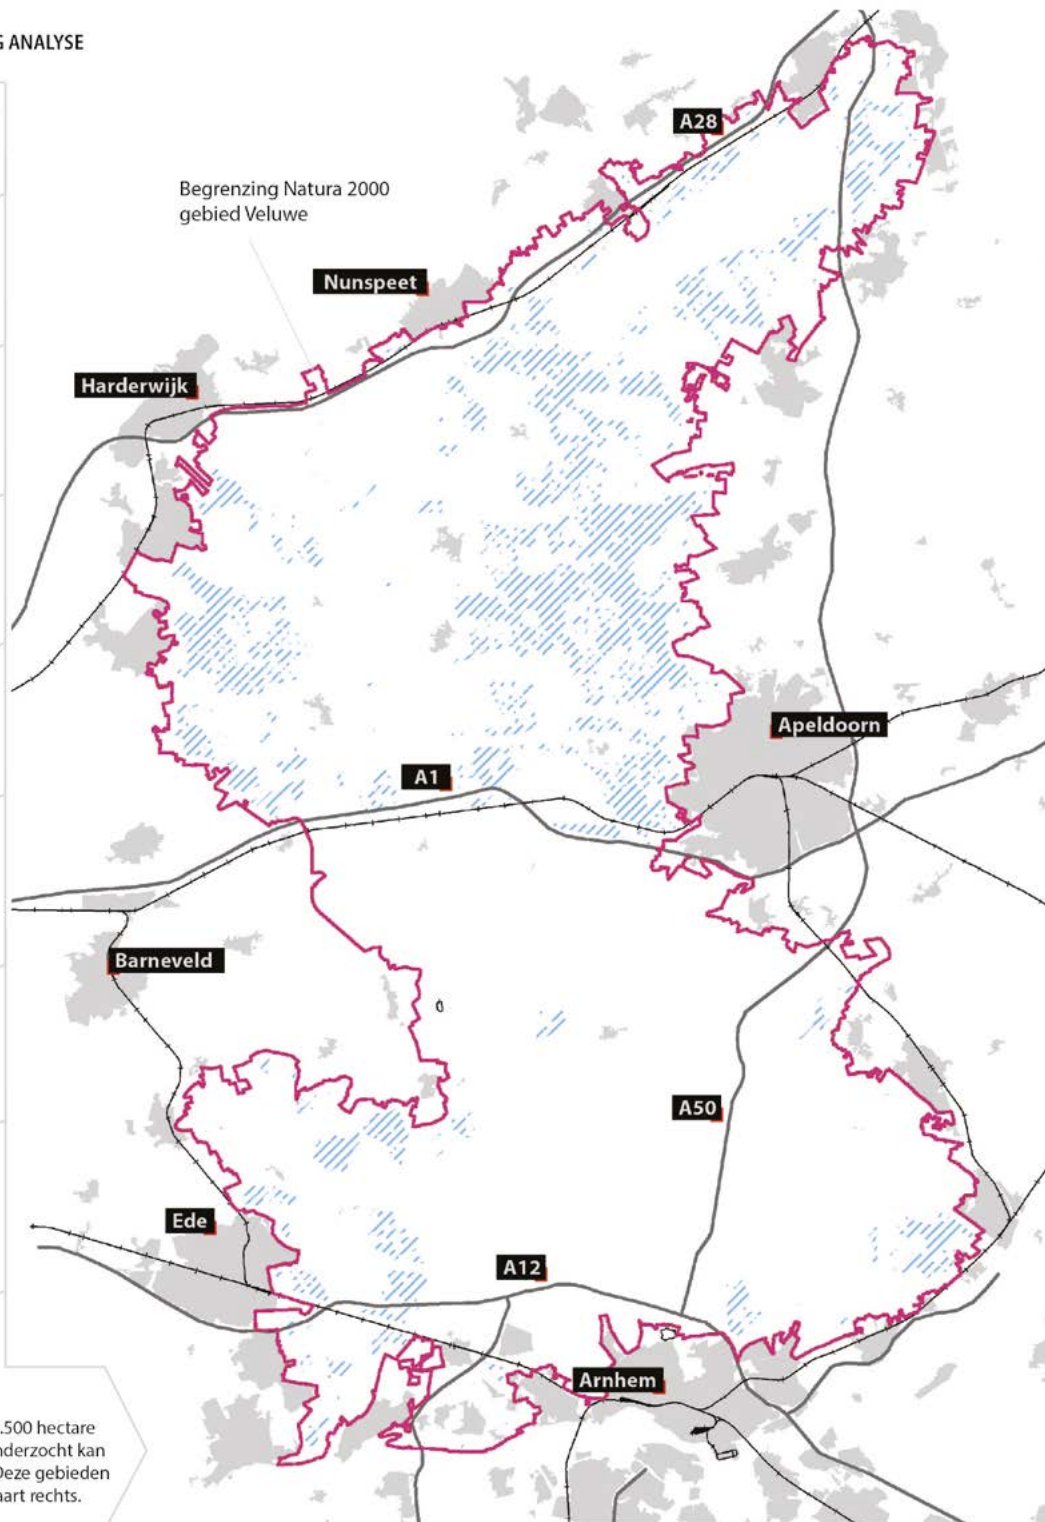 G ANALYSE
A28
Begrenzing Natura 2000
gebied Veluwe
Nunspeet
Harderwijk
Apeldoorn
A1
Barneveld
A50
Ede
A12
Arnhem
.500 hectare
nderzocht kan
Deze gebieden
aart rechts.